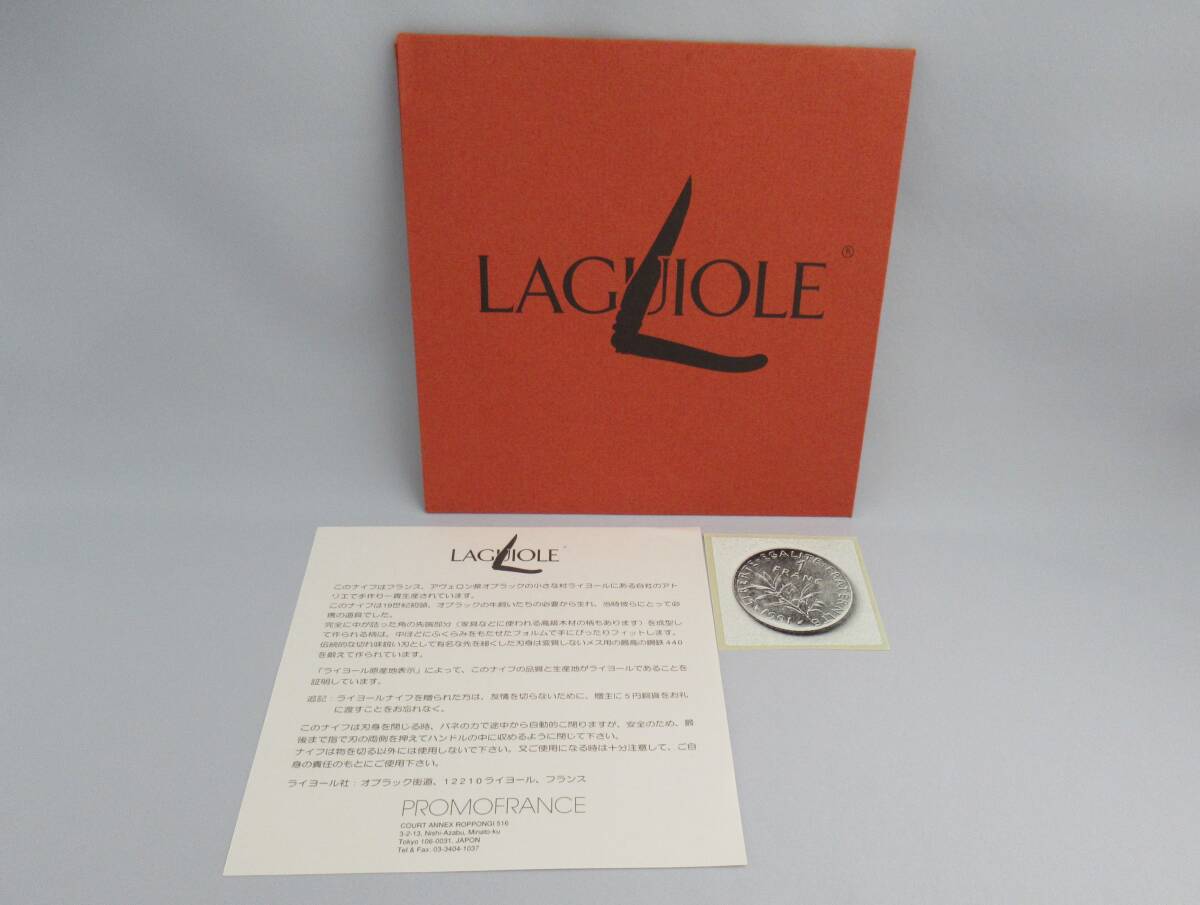 LAGUIOLE ®
LAGUIOLE
このナイフはフランス、アヴェロン県オブラックの小さな村ライヨールにある自社のアト
リエで手作り一貫生産されています。
このナイフは19世紀初頭、オブラックの牛飼いたちの必要から生れ、当時彼らにとって必
携の道具でした。
完全に中が詰った角の先端部分（家具などに使われる高級木材の柄もあります）を成型し
て作られる柄は、中ほどにふくらみをもたせたフォルムで手にぴったりフィットします。
伝統的な切れ味鋭い刃として有名な先を細くした刃身は変質しないメス用の最高の鋼鉄440
を鍛えて作られています。
「ライヨール原産地表示」によって、このナイフの品質と生産地がライヨールであることを
証明しています。
追記：ライヨールナイフを贈られた方は、友情を切らないために、贈主に5円銅貨をお礼
に渡すことをお忘れなく。
このナイフは刃身を閉じる時、バネの力で途中から自動的に閉りますが、安全のため、最
後まで指で刃の両側を押えてハンドルの中に収めるように閉じて下さい。
ナイフは物を切る以外には使用しないで下さい。又ご使用になる時は十分注意して、ご自
身の責任のもとにご使用下さい。
ライヨール社：オブラック街道、12210ライヨール、フランス
PROMOFRANCE
COURT ANNEX ROPPONGI 516
3-2-13, Nishi-Azabu, Minato-ku
Tokyo 106-0031, JAPON
Tel & Fax: 03-3404-1037
LIBERTE·EGALITE·FRATERNITE
1
FRANC
1991